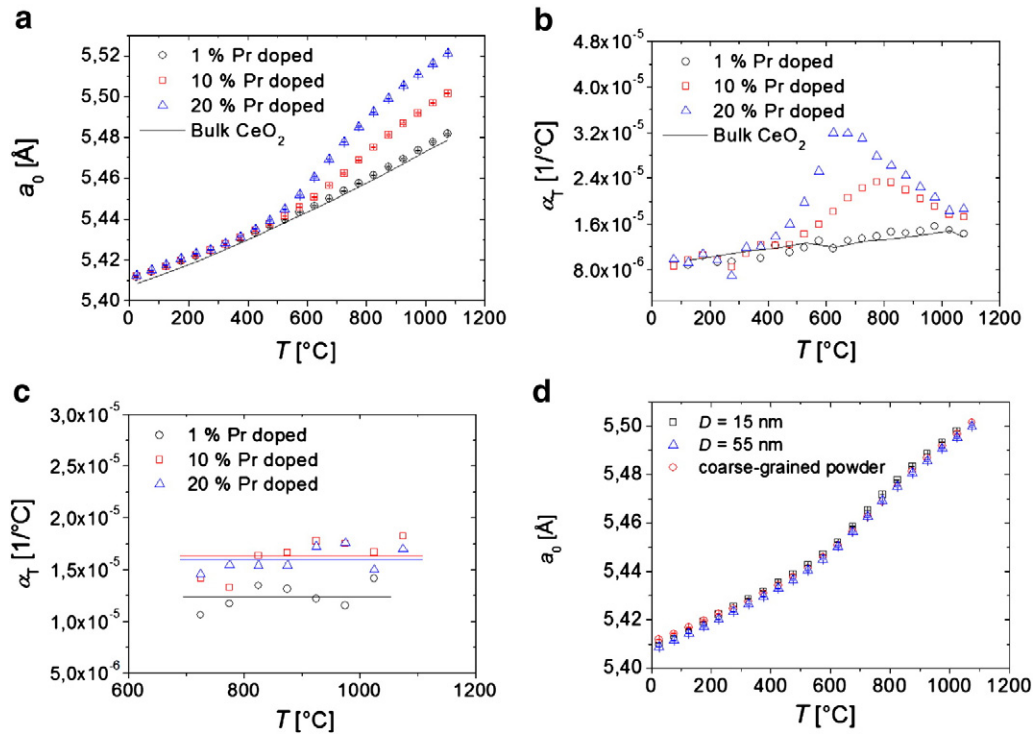 a
5,52
5,50
5,48
5,46
5,44
5,42
5,40
a₀ [Å]
1 % Pr doped
10 % Pr doped
20 % Pr doped
Bulk CeO₂
0 200 400 600 800 1000 1200
T [°C]
b
4.8x10⁻⁵
4.0x10⁻⁵
3.2x10⁻⁵
2.4x10⁻⁵
1.6x10⁻⁵
8.0x10⁻⁶
α_T [1/°C]
1 % Pr doped
10 % Pr doped
20 % Pr doped
Bulk CeO₂
0 200 400 600 800 1000 1200
T [°C]
c
3,0x10⁻⁵
2,5x10⁻⁵
2,0x10⁻⁵
1,5x10⁻⁵
1,0x10⁻⁵
5,0x10⁻⁶
α_T [1/°C]
1 % Pr doped
10 % Pr doped
20 % Pr doped
600 800 1000 1200
T [°C]
d
5,50
5,48
5,46
5,44
5,42
5,40
a₀ [Å]
D = 15 nm
D = 55 nm
coarse-grained powder
0 200 400 600 800 1000 1200
T [°C]